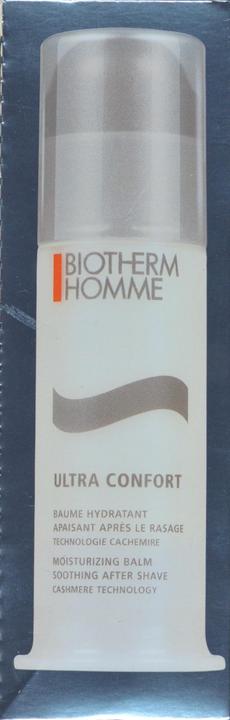 BIOTHERM
HOMME
ULTRA CONFORT
BAUME HYDRATANT
APAISANT APRÈS LE RASAGE
TECHNOLOGIE CACHEMIRE
MOISTURIZING BALM
SOOTHING AFTER SHAVE
CASHMERE TECHNOLOGY